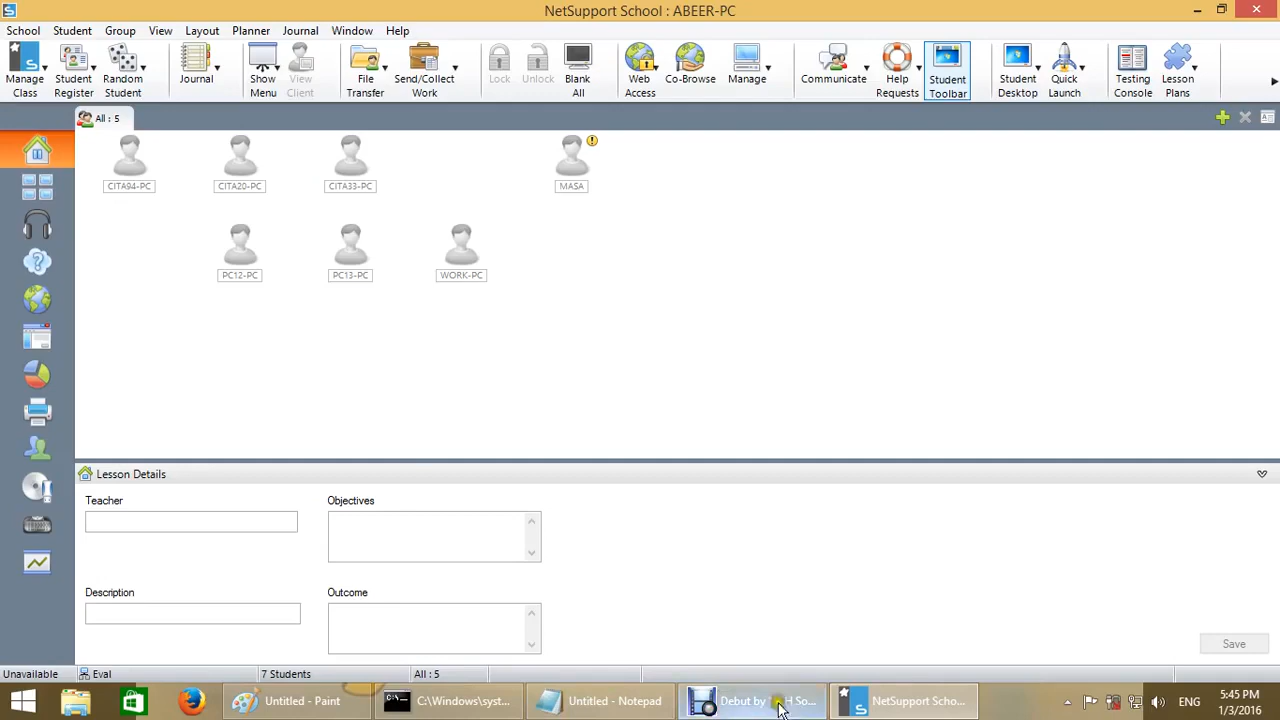 NetSupport School : ABEER-PC
School Student Group View Layout Planner Journal Window Help
Manage Class
Student Register
Random Student
Journal
Show Menu
View Client
File Transfer
Send/Collect Work
Lock
Unlock
Blank All
Web Access
Co-Browse
Manage
Communicate
Help Requests
Student Toolbar
Student Desktop
Quick Launch
Testing Console
Lesson Plans
All : 5
CITA94-PC CITA20-PC CITA33-PC MASA
PC12-PC PC13-PC WORK-PC
Lesson Details
Teacher Objectives
Description Outcome
Save
Unavailable Eval 7 Students All : 5
Untitled - Paint C:\Windows\syst... Untitled - Notepad Debut by So... NetSupport Scho... ENG
5:45 PM
1/3/2016